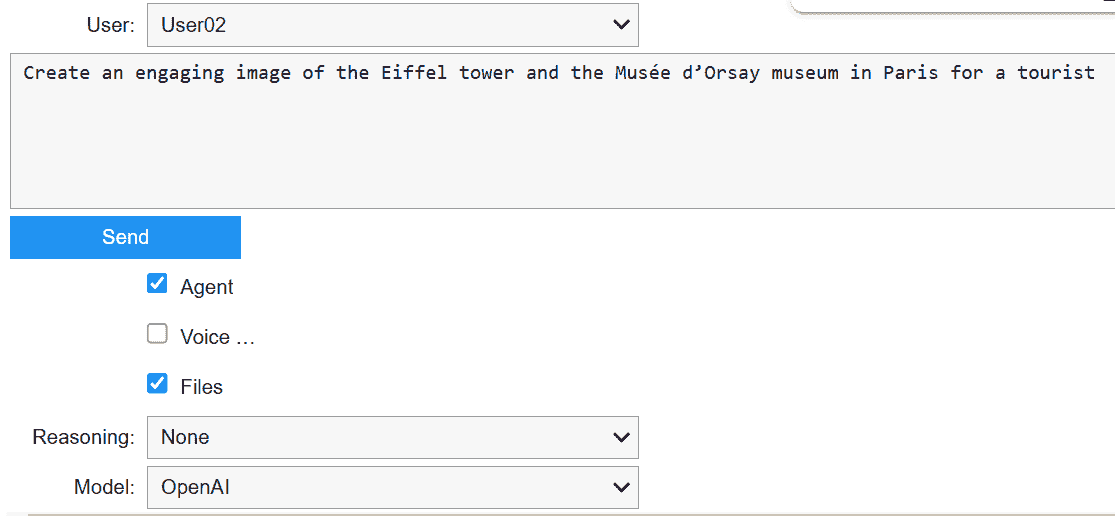 User: User02
Create an engaging image of the Eiffel tower and the Musée d’Orsay museum in Paris for a tourist
Send
Agent
Voice …
Files
Reasoning: None
Model: OpenAI